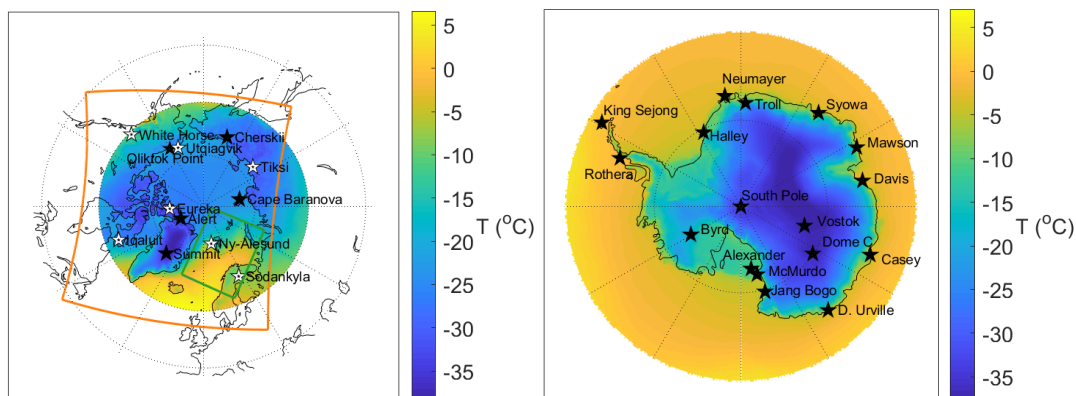 White Horse
Cherskii
Utqiagvik
Oliktok Point
Tiksi
Cape Baranova
Eureka
Alert
Iqaluit
Ny-Alesund
Summit
Sodankyla
5
0
-5
-10
-15
-20
-25
-30
-35
T (°C)
Neumayer
King Sejong
Troll
Syowa
Halley
Mawson
Rothera
Davis
South Pole
Vostok
Byrd
Dome C
Alexander
Casey
McMurdo
Jang Bogo
D. Urville
5
0
-5
-10
-15
-20
-25
-30
-35
T (°C)